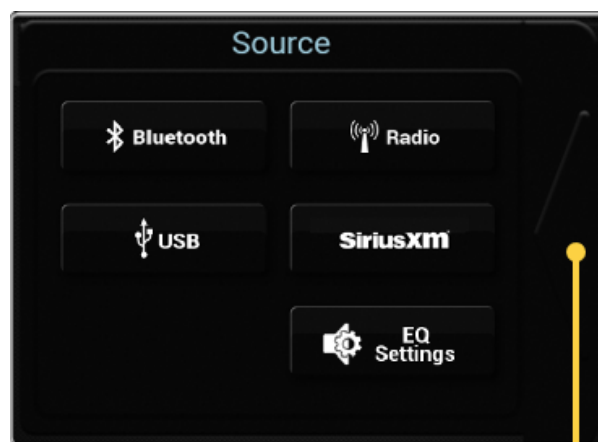 Source
Bluetooth
Radio
USB
SiriusXM
EQ
Settings